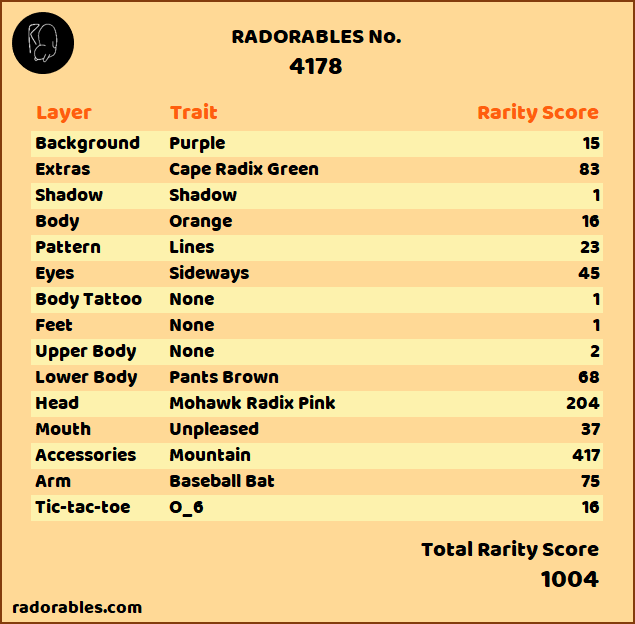 RADORABLES No.
4178
Layer Trait Rarity Score
Background Purple 15
Extras Cape Radix Green 83
Shadow Shadow 1
Body Orange 16
Pattern Lines 23
Eyes Sideways 45
Body Tattoo None 1
Feet None 1
Upper Body None 2
Lower Body Pants Brown 68
Head Mohawk Radix Pink 204
Mouth Unpleased 37
Accessories Mountain 417
Arm Baseball Bat 75
Tic-tac-toe O_6 16
Total Rarity Score
1004
radorables.com